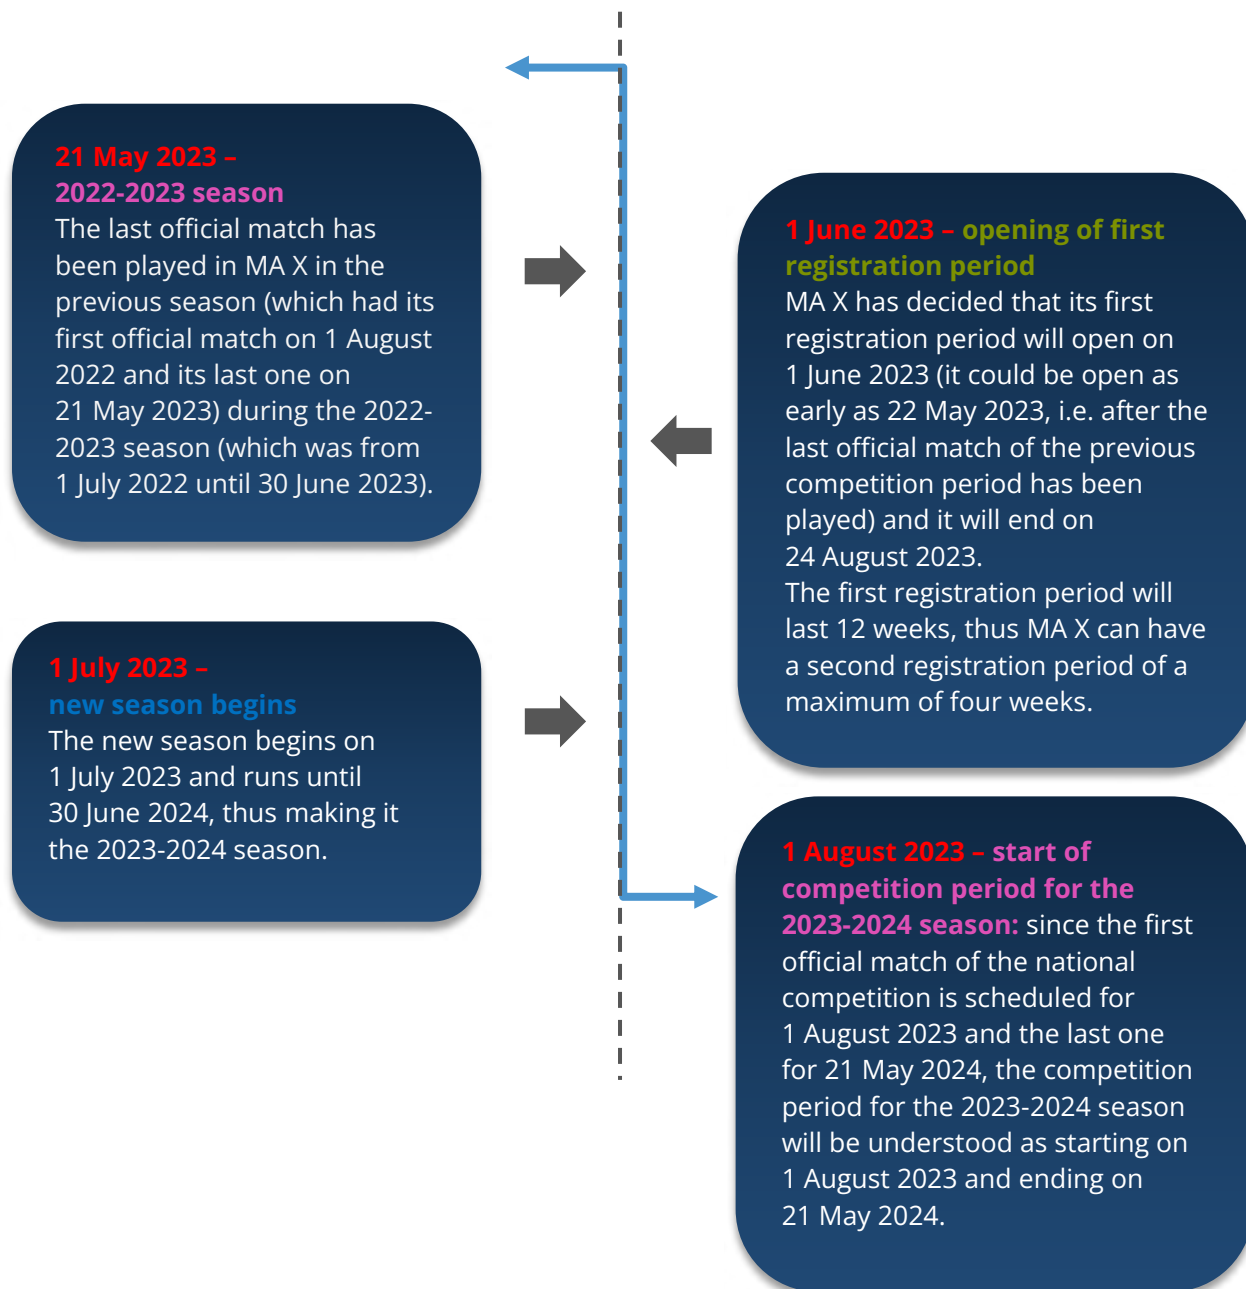 21 May 2023 –
2022-2023 season
The last official match has
been played in MA X in the
previous season (which had its
first official match on 1 August
2022 and its last one on
21 May 2023) during the 2022-
2023 season (which was from
1 July 2022 until 30 June 2023).
1 June 2023 – opening of first
registration period
MA X has decided that its first
registration period will open on
1 June 2023 (it could be open as
early as 22 May 2023, i.e. after the
last official match of the previous
competition period has been
played) and it will end on
24 August 2023.
The first registration period will
last 12 weeks, thus MA X can have
a second registration period of a
maximum of four weeks.
1 July 2023 –
new season begins
The new season begins on
1 July 2023 and runs until
30 June 2024, thus making it
the 2023-2024 season.
1 August 2023 – start of
competition period for the
2023-2024 season: since the first
official match of the national
competition is scheduled for
1 August 2023 and the last one
for 21 May 2024, the competition
period for the 2023-2024 season
will be understood as starting on
1 August 2023 and ending on
21 May 2024.